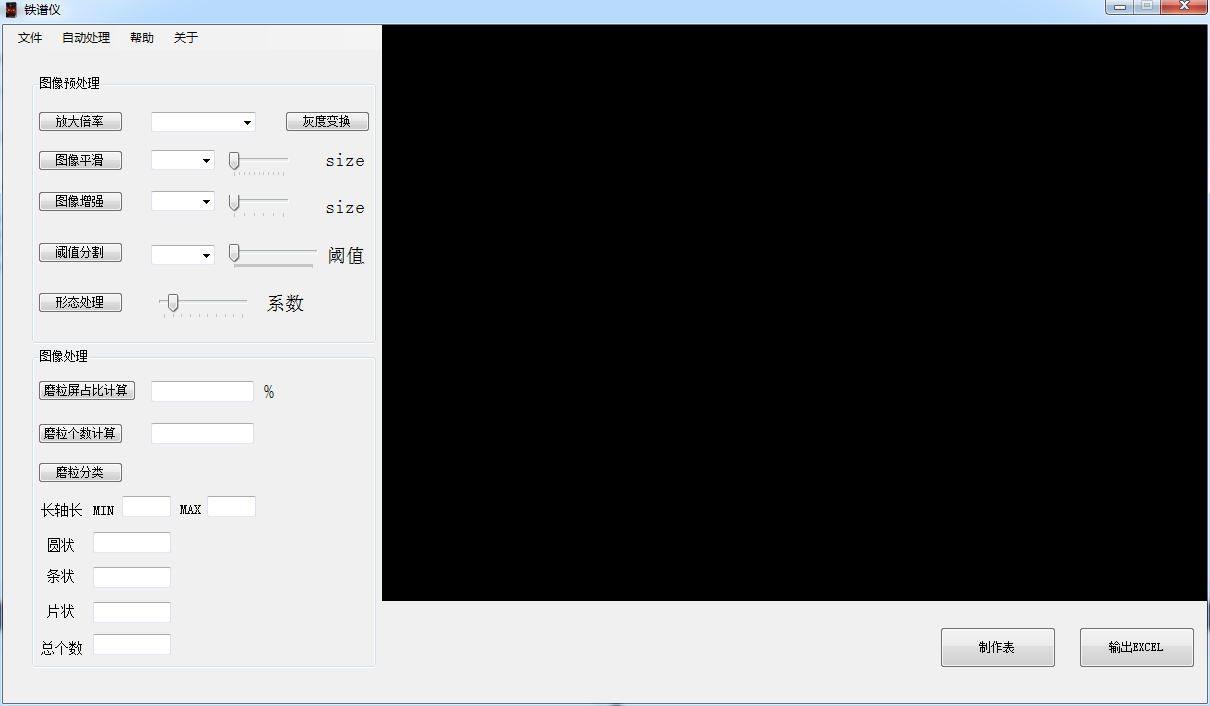 铁谱仪
文件 自动处理 帮助 关于
图像预处理
放大倍率 灰度变换
图像平滑 size
图像增强 size
阈值分割 阈值
形态处理 系数
图像处理
磨粒屏占比计算 %
磨粒个数计算
磨粒分类
长轴长 MIN MAX
圆状
条状
片状
总个数
制作表 输出EXCEL